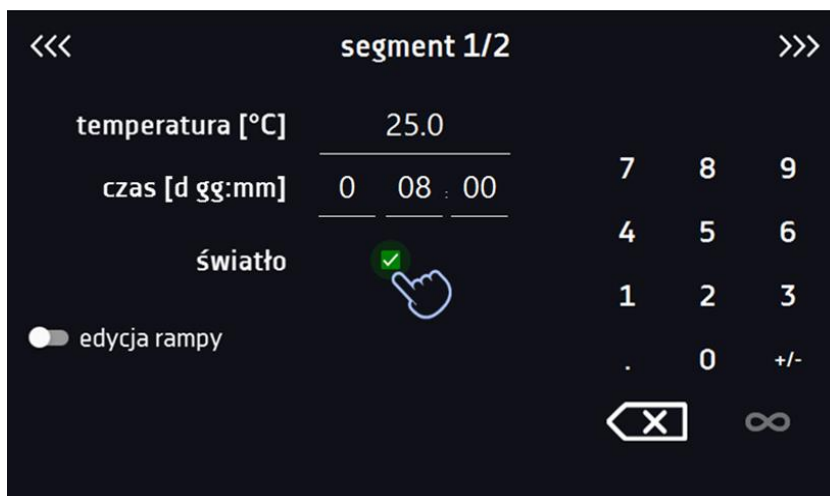 <<< segment 1/2 >>>
temperatura [°C] 25.0
czas [d gg:mm] 0 08 : 00
światło
edycja rampy
7 8 9
4 5 6
1 2 3
. 0 +/-
∞